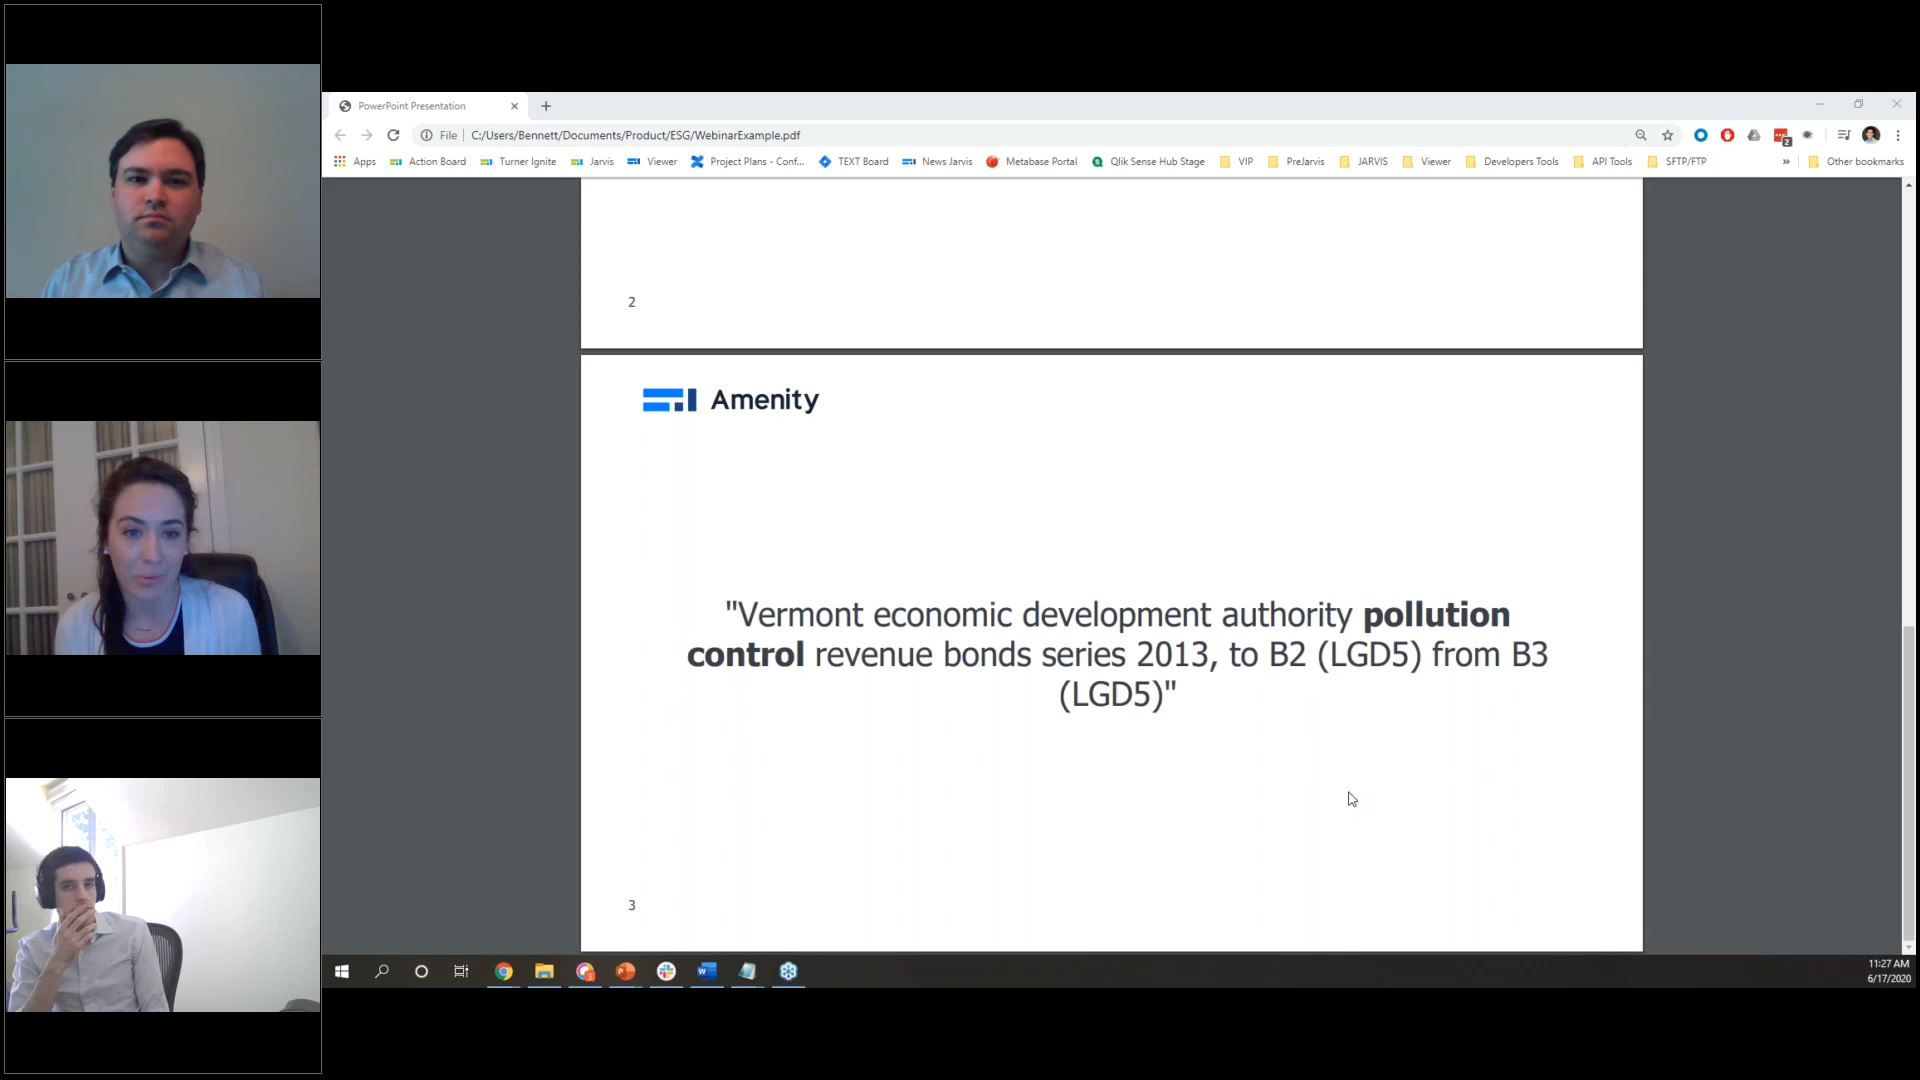 PowerPoint Presentation
File
C:/Users/Bennett/Documents/Product/ESG/WebinarExample.pdf
2
Apps
Action Board
Turner Ignite
Jarvis
Viewer
Project Plans - Conf...
TEXT Board
News Jarvis
Metabase Portal
Qlik Sense Hub Stage
VIP
PreJarvis
JARVIS
Viewer
Developers Tools
API Tools
SFTP/FTP
»
Other bookmarks
2
Amenity
"Vermont economic development authority pollution
control revenue bonds series 2013, to B2 (LGD5) from B3
(LGD5)"
3
11:27 AM
6/17/2020